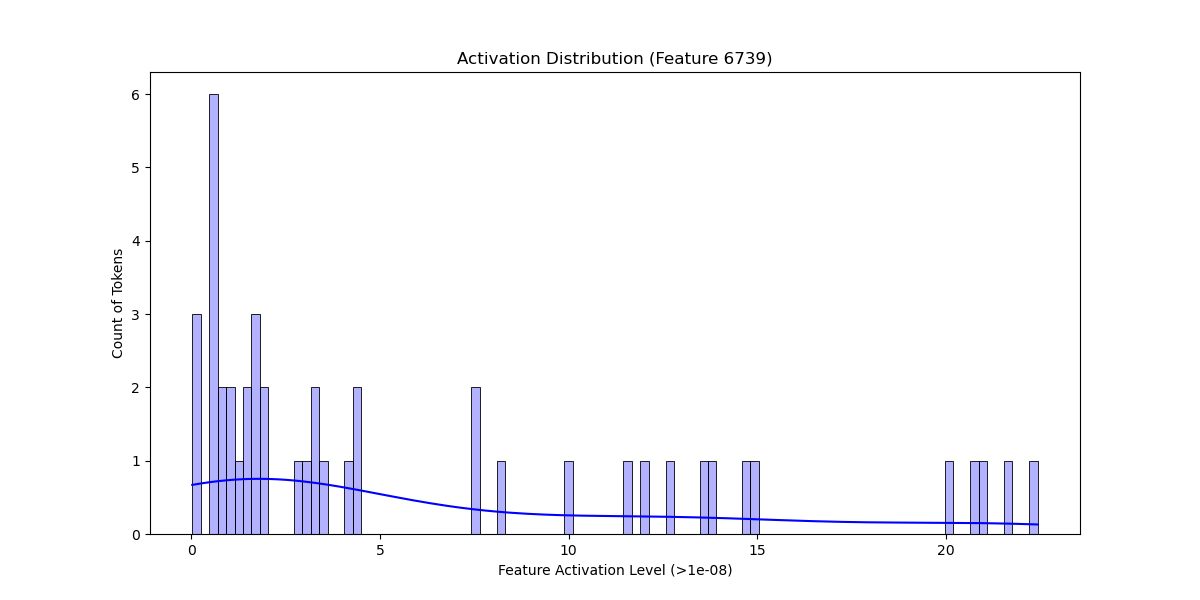 Activation Distribution (Feature 6739)
6
5
4
3
2
1
0
Count of Tokens
0 5 10 15 20
Feature Activation Level (>1e-08)